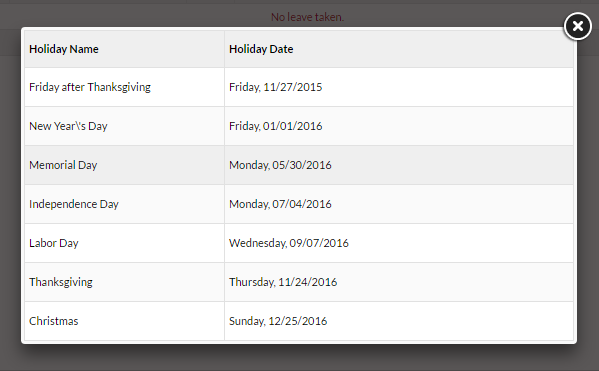 No leave taken.
Holiday Name Holiday Date
Friday after Thanksgiving Friday, 11/27/2015
New Year\'s Day Friday, 01/01/2016
Memorial Day Monday, 05/30/2016
Independence Day Monday, 07/04/2016
Labor Day Wednesday, 09/07/2016
Thanksgiving Thursday, 11/24/2016
Christmas Sunday, 12/25/2016